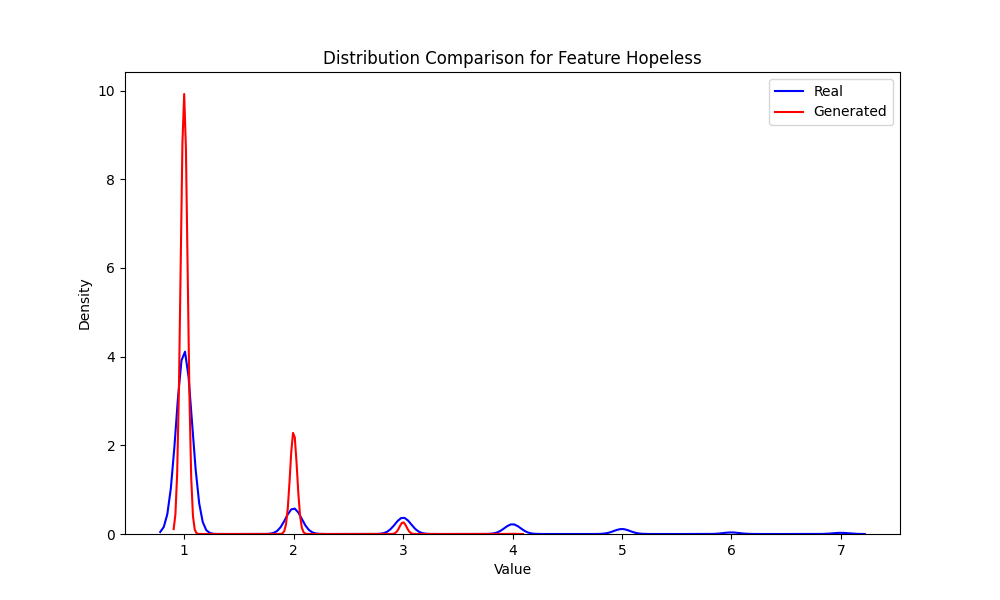 Distribution Comparison for Feature Hopeless
Real
Generated
10
8
6
4
2
0
Density
1 2 3 4 5 6 7
Value